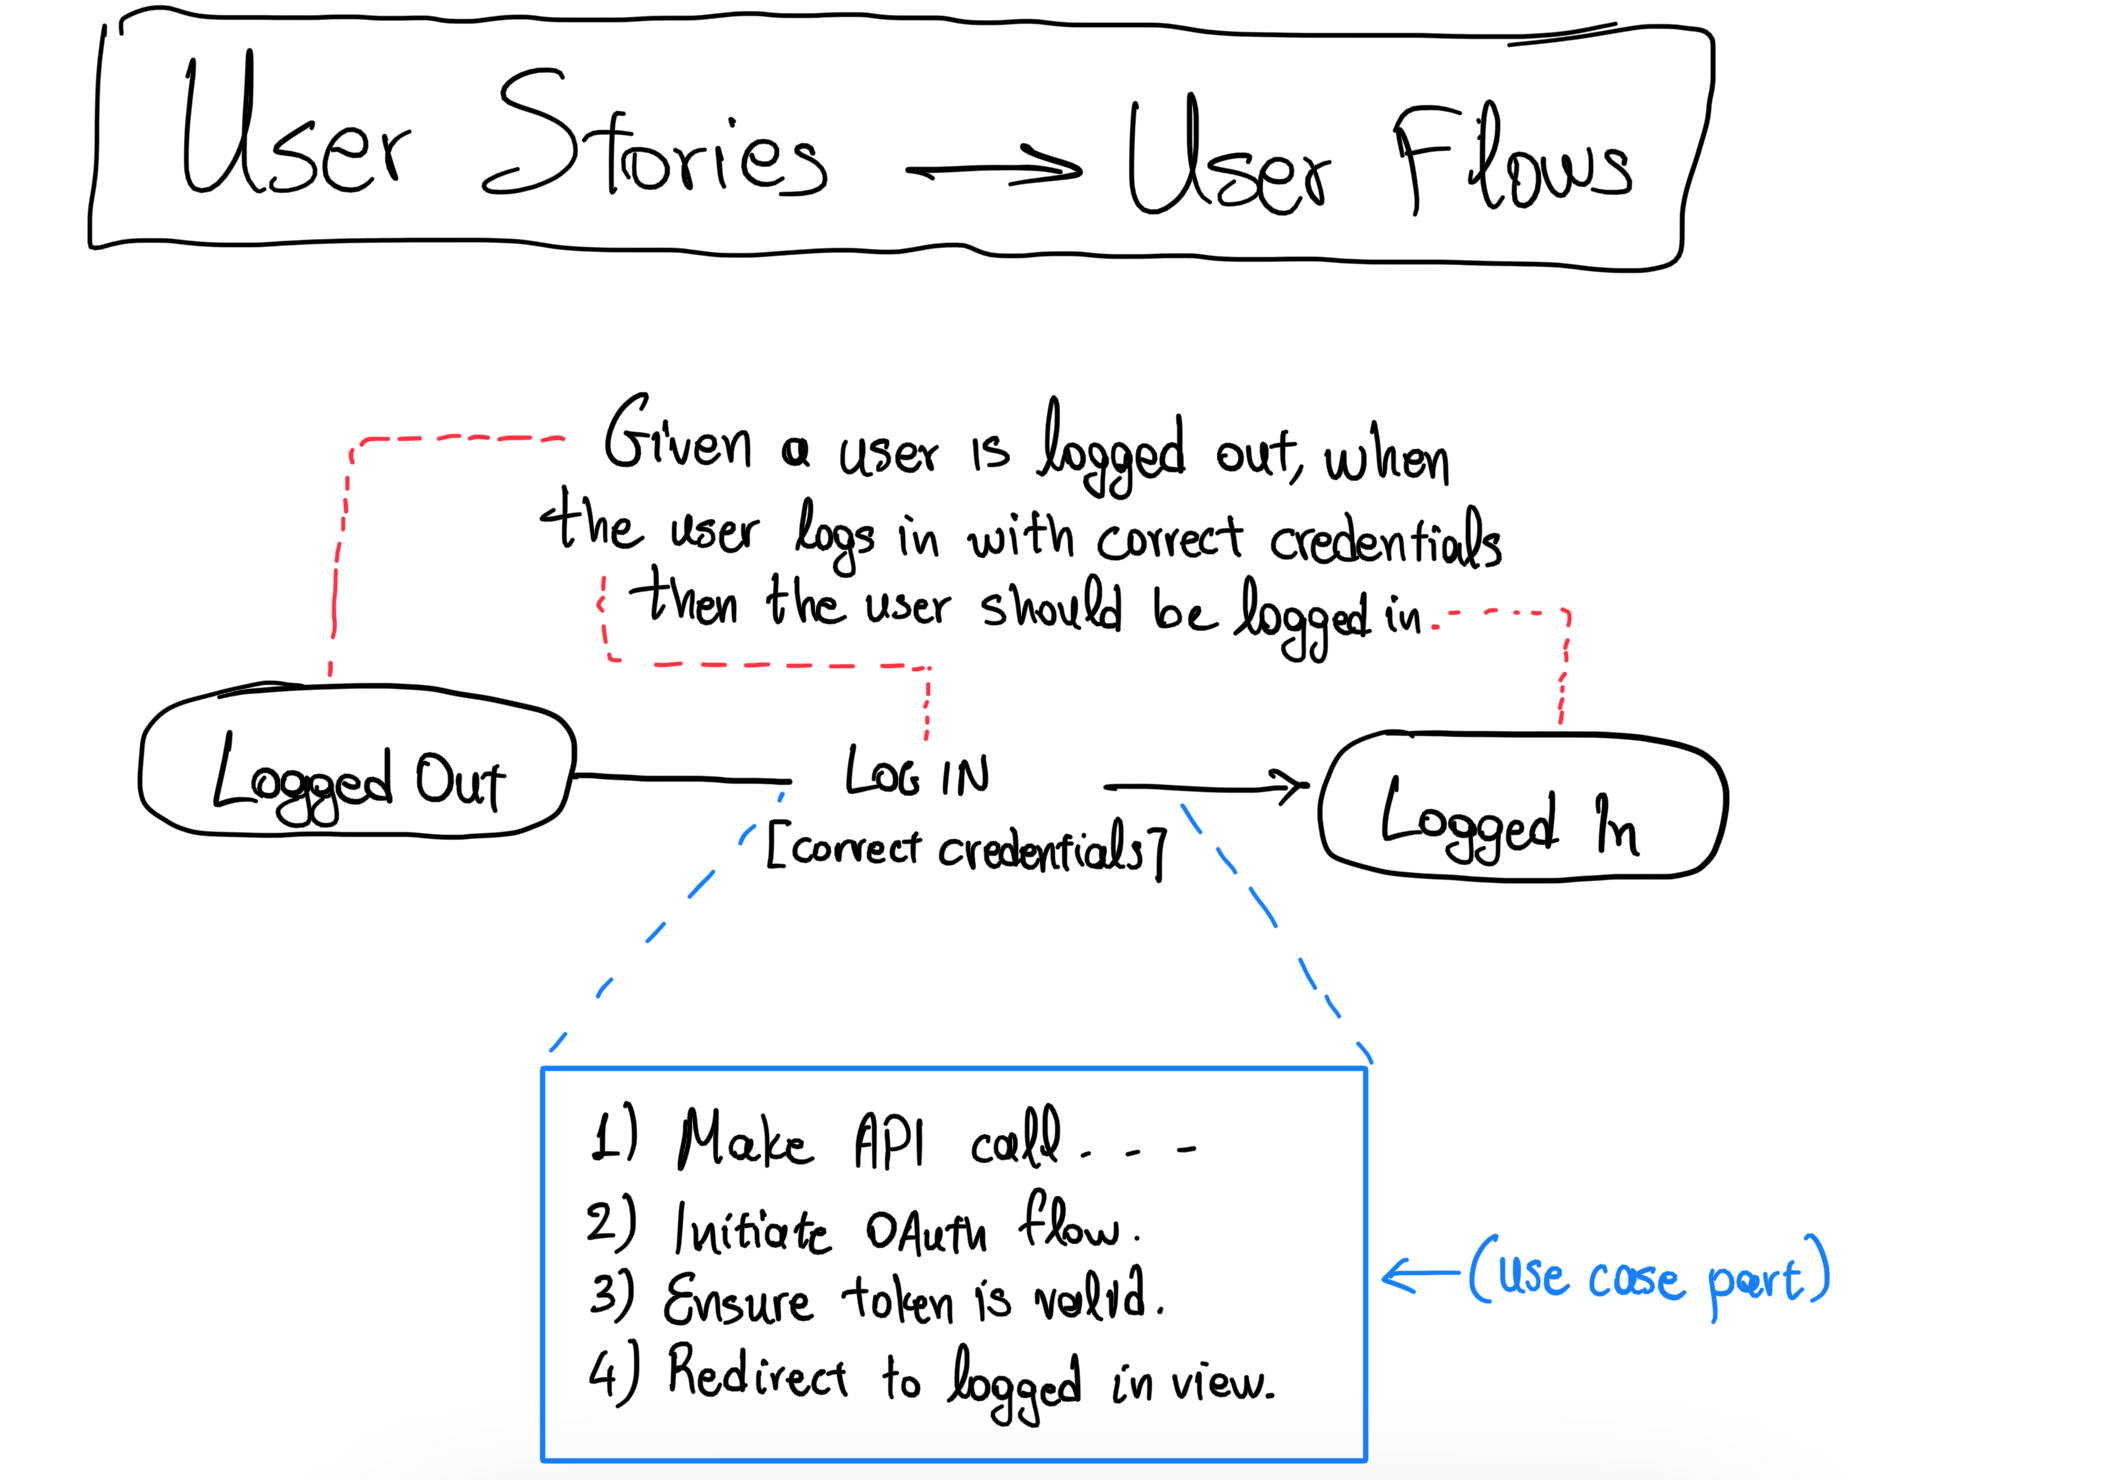 User Stories → User Flows
Given a user is logged out, when
the user logs in with correct credentials
then the user should be logged in.
Logged Out
LOG IN
[correct credentials]
Logged In
1) Make API call...
2) Initiate OAuth flow.
3) Ensure token is valid.
4) Redirect to logged in view.
← (use case part)